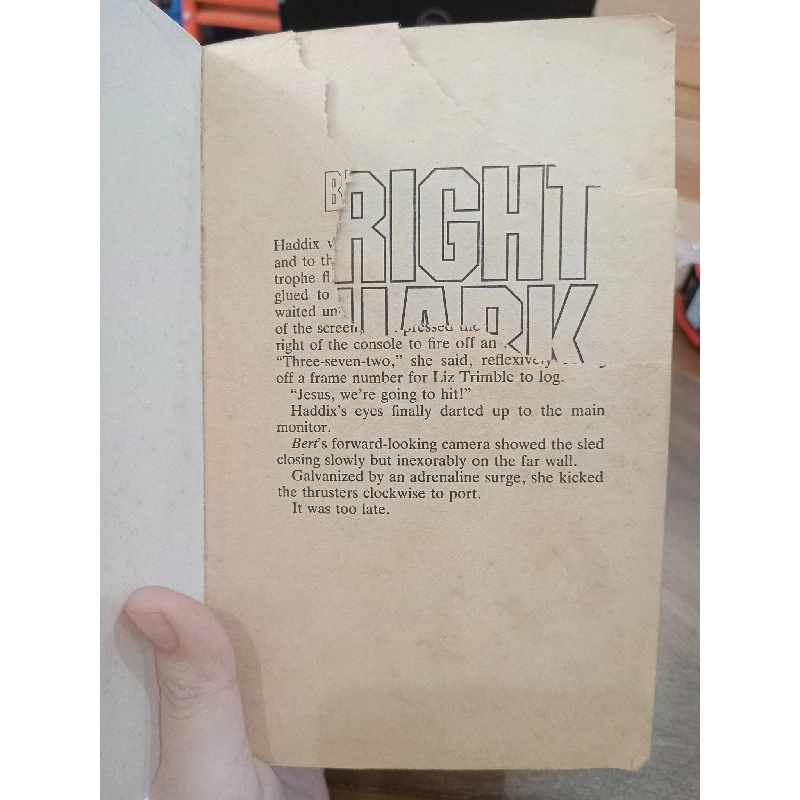 B
RIGHT
Haddix
and to
trophe
glued to
waited
of the screen, pressed the
right of the console to fire off an
“Three-seven-two,” she said, reflexively
off a frame number for Liz Trimble to log.
“Jesus, we’re going to hit!”
Haddix’s eyes finally darted up to the main
monitor.
Bert’s forward-looking camera showed the sled
closing slowly but inexorably on the far wall.
Galvanized by an adrenaline surge, she kicked
the thrusters clockwise to port.
It was too late.